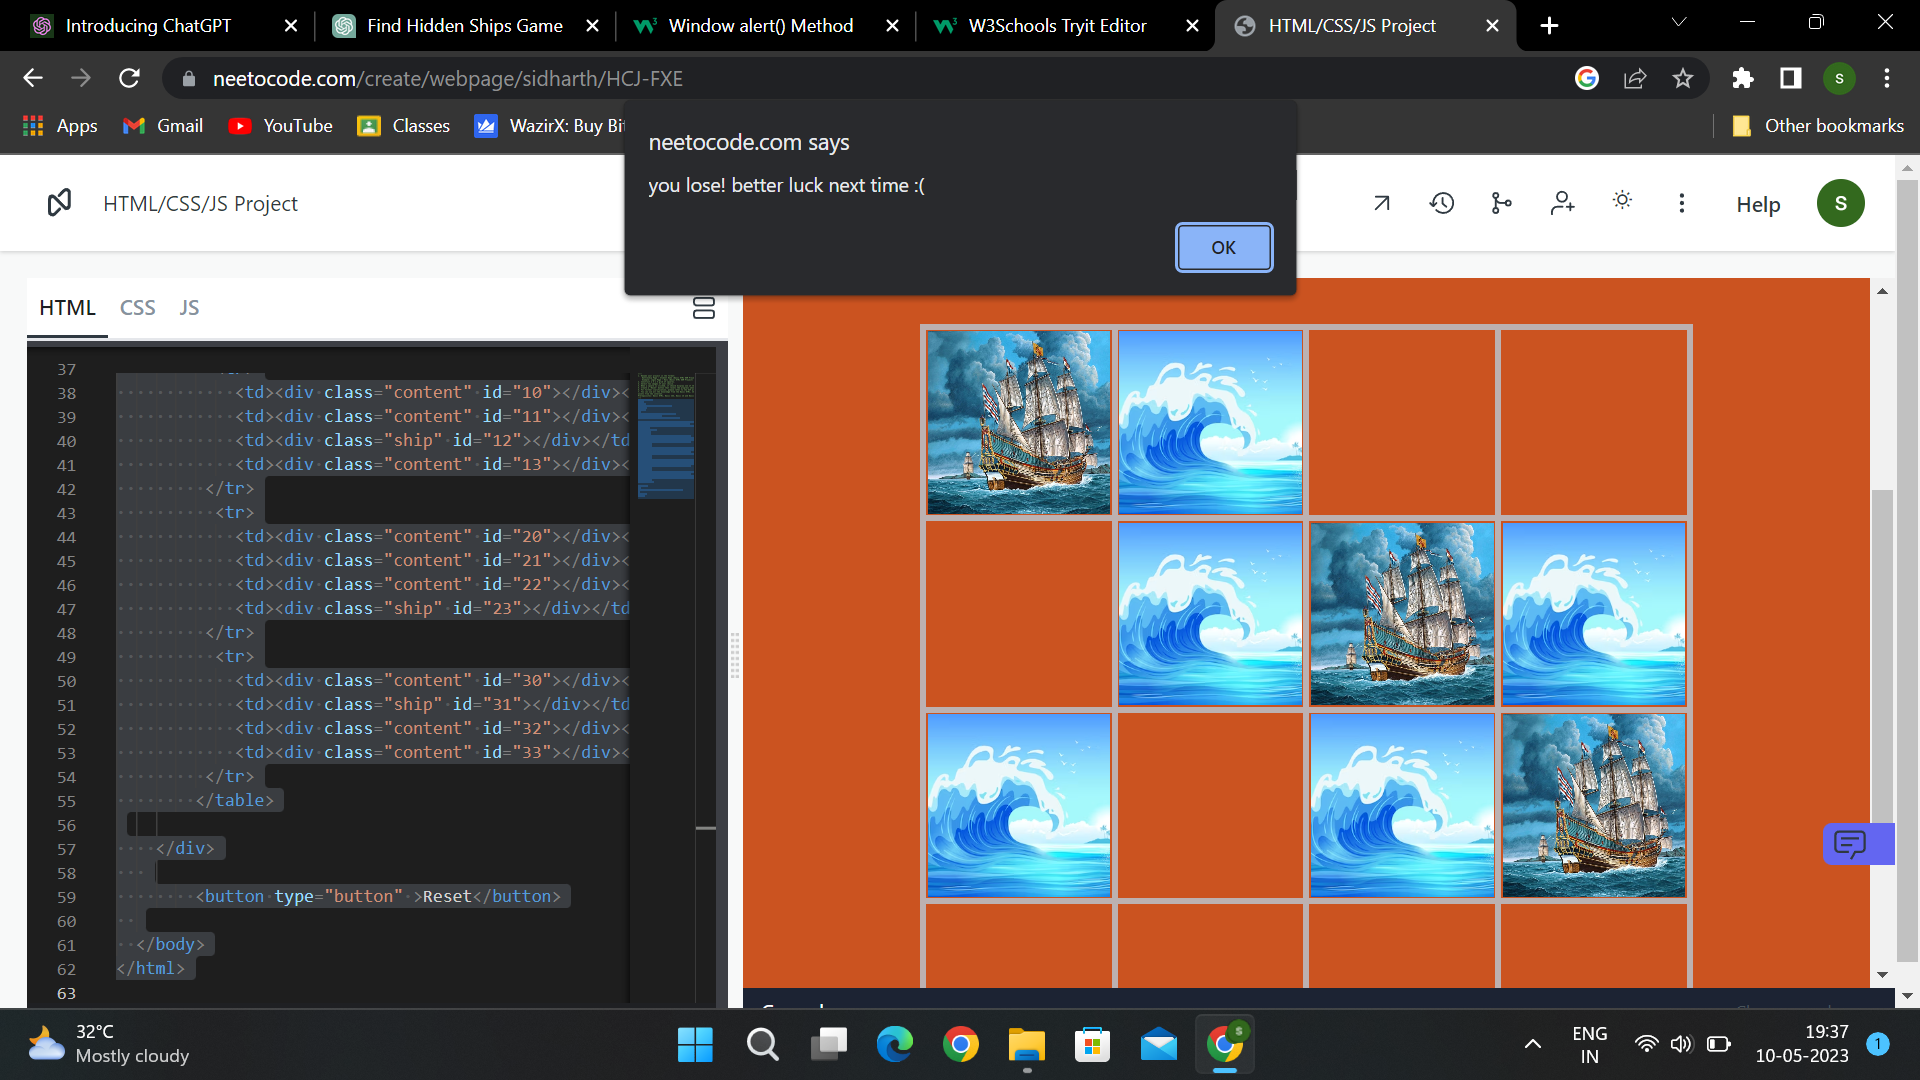 Introducing ChatGPT
Find Hidden Ships Game
Window alert() Method
W3Schools Tryit Editor
HTML/CSS/JS Project
neetocode.com/create/webpage/sidharth/HCJ-FXE
S
Apps
Gmail
YouTube
Classes
WazirX: Buy Bi
Other bookmarks
neetocode.com says
you lose! better luck next time :(
OK
HTML/CSS/JS Project
Help
S
HTML CSS JS
37
38 <td><div class="content" id="10"></div><
39 <td><div class="content" id="11"></div><
40 <td><div class="ship" id="12"></div></td
41 <td><div class="content" id="13"></div><
42 </tr>
43 <tr>
44 <td><div class="content" id="20"></div><
45 <td><div class="content" id="21"></div><
46 <td><div class="content" id="22"></div><
47 <td><div class="ship" id="23"></div></td
48 </tr>
49 <tr>
50 <td><div class="content" id="30"></div><
51 <td><div class="ship" id="31"></div></td
52 <td><div class="content" id="32"></div><
53 <td><div class="content" id="33"></div><
54 </tr>
55 </table>
56
57 </div>
58
59 <button type="button" >Reset</button>
60
61 </body>
62 </html>
63
32°C
Mostly cloudy
S
ENG
IN
19:37
10-05-2023
1